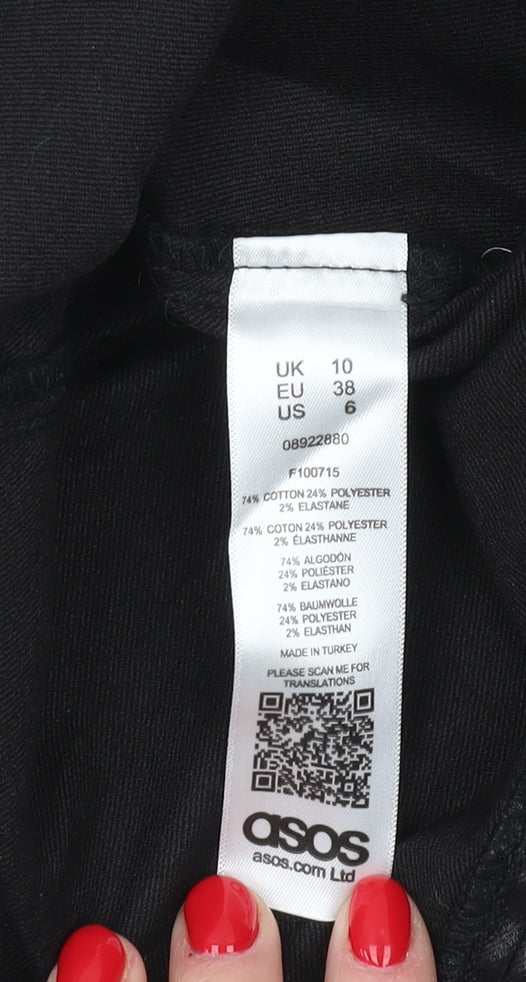 UK 10
EU 38
US 6
08922880
F100715
74% COTTON 24% POLYESTER
2% ELASTANE
74% COTON 24% POLYESTER
2% ÉLASTHANNE
74% ALGODÓN
24% POLIÉSTER
2% ELASTANO
74% BAUMWOLLE
24% POLYESTER
2% ELASTHAN
MADE IN TURKEY
PLEASE SCAN ME FOR
TRANSLATIONS
asos
asos.com Ltd